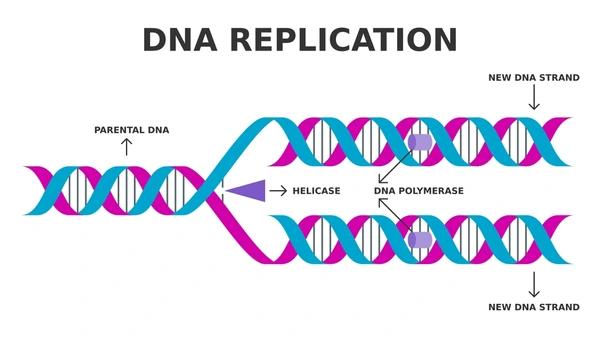 DNA REPLICATION
NEW DNA STRAND
PARENTAL DNA
HELICASE
DNA POLYMERASE
NEW DNA STRAND